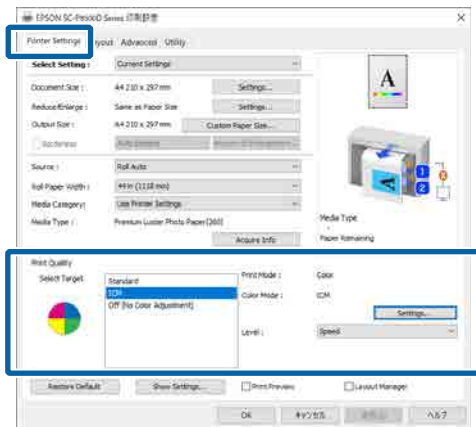 EPSON SC-P8500D Series 印刷設定
Printer Settings Layout Advanced Utility
Select Setting : Current Settings
Document Size : A4 210 x 297 mm Settings...
Reduce/Enlarge : Same as Paper Size Settings...
Output Size : A4 210 x 297 mm Custom Paper Size...
Borderless
Source : Roll Auto
Roll Paper Width : 44 in (1118 mm)
Media Category: Use Printer Settings
Media Type : Premium Luster Photo Paper(260)
Acquire Info
A
A
1
2
Media Type
-
Paper Remaining
Print Quality
Select Target
Standard
ICM
Off (No Color Adjustment)
Print Mode : Color
Color Mode : ICM
Settings...
Level : Speed
Restore Default Show Settings... Print Preview Layout Manager
OK キャンセル ヘルプ